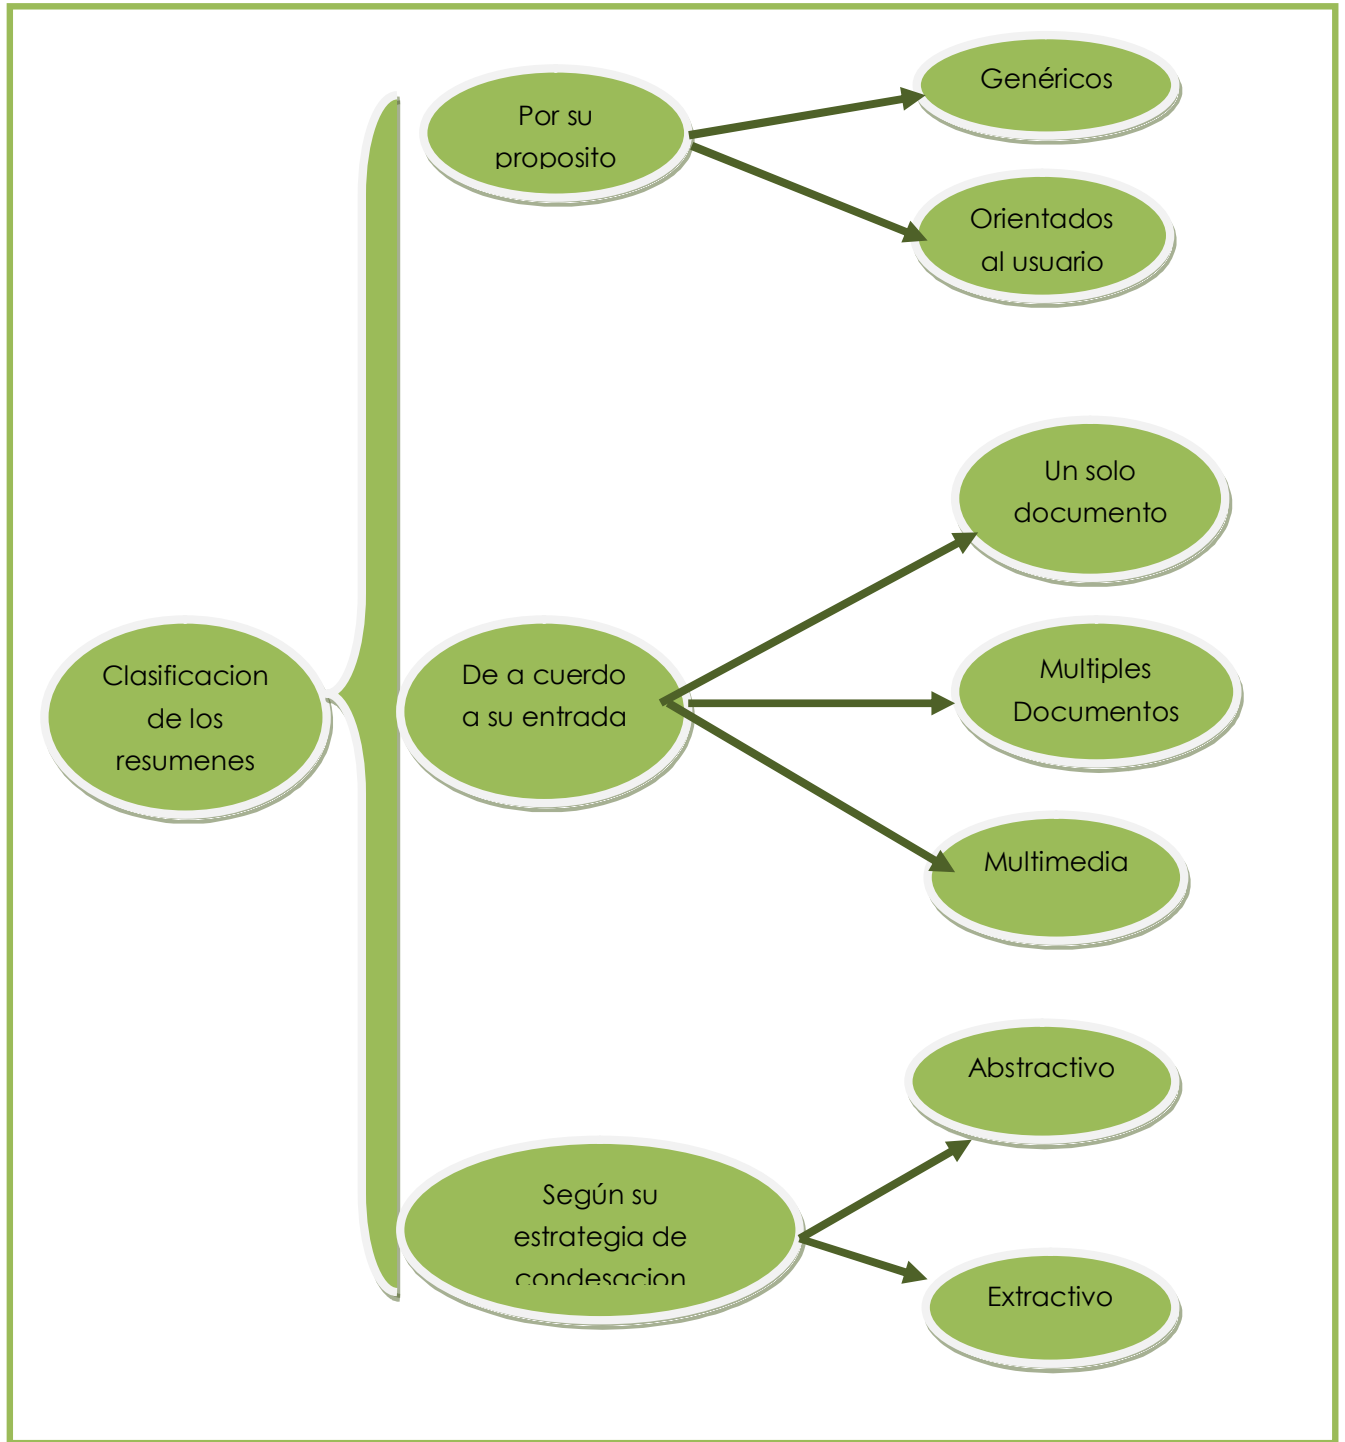 Clasificacion
de los
resumenes
Por su
proposito
Genéricos
Orientados
al usuario
De a cuerdo
a su entrada
Un solo
documento
Multiples
Documentos
Multimedia
Según su
estrategia de
condesacion
Abstractivo
Extractivo